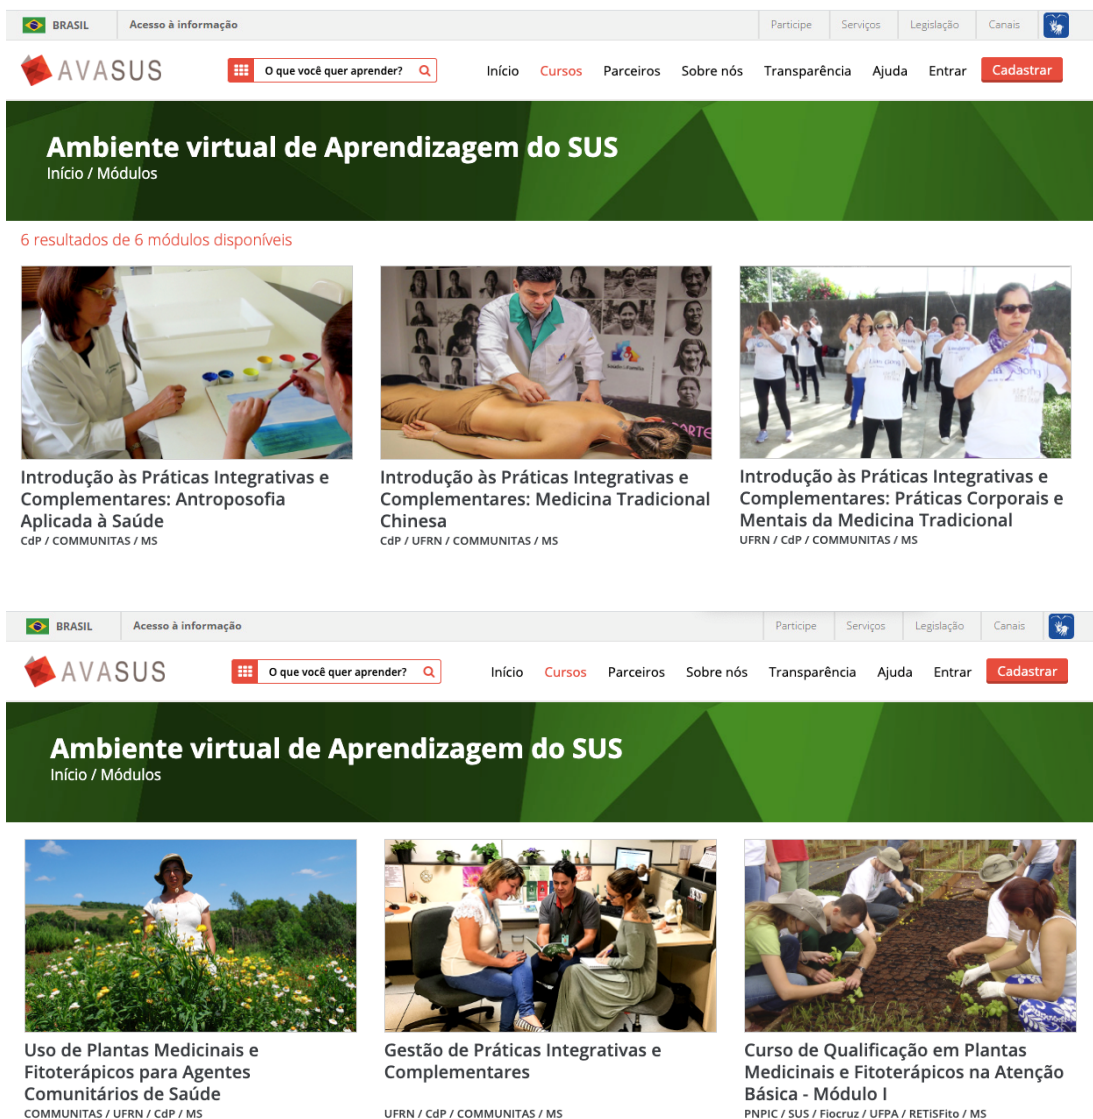 BRASIL Acesso à informação Participe Serviços Legislação Canais
AVASUS O que você quer aprender? Início Cursos Parceiros Sobre nós Transparência Ajuda Entrar Cadastrar
Ambiente virtual de Aprendizagem do SUS
Início / Módulos
6 resultados de 6 módulos disponíveis
Introdução às Práticas Integrativas e
Complementares: Antroposofia
Aplicada à Saúde
CdP / COMMUNITAS / MS
Introdução às Práticas Integrativas e
Complementares: Medicina Tradicional
Chinesa
CdP / UFRN / COMMUNITAS / MS
Introdução às Práticas Integrativas e
Complementares: Práticas Corporais e
Mentais da Medicina Tradicional
UFRN / CdP / COMMUNITAS / MS
BRASIL Acesso à informação Participe Serviços Legislação Canais
AVASUS O que você quer aprender? Início Cursos Parceiros Sobre nós Transparência Ajuda Entrar Cadastrar
Ambiente virtual de Aprendizagem do SUS
Início / Módulos
Uso de Plantas Medicinais e
Fitoterápicos para Agentes
Comunitários de Saúde
COMMUNITAS / UFRN / CdP / MS
Gestão de Práticas Integrativas e
Complementares
UFRN / CdP / COMMUNITAS / MS
Curso de Qualificação em Plantas
Medicinais e Fitoterápicos na Atenção
Básica - Módulo I
PNPIC / SUS / Fiocruz / UFPA / RETISFito / MS